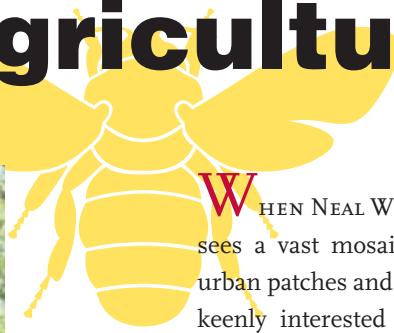 gricultu
WHEN NEAL W
sees a vast mosai
urban patches and
keenly interested